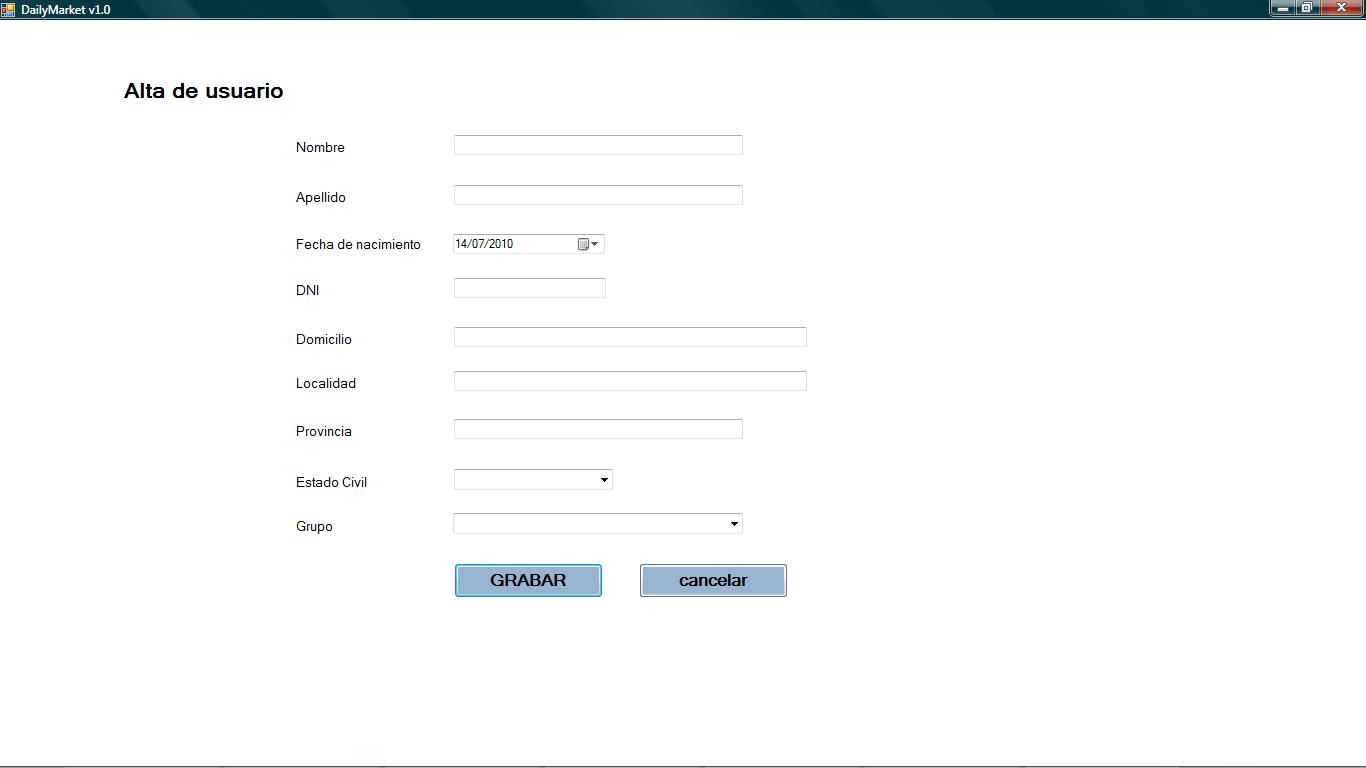 DailyMarket v1.0
Alta de usuario
Nombre
Apellido
Fecha de nacimiento 14/07/2010
DNI
Domicilio
Localidad
Provincia
Estado Civil
Grupo
GRABAR cancelar